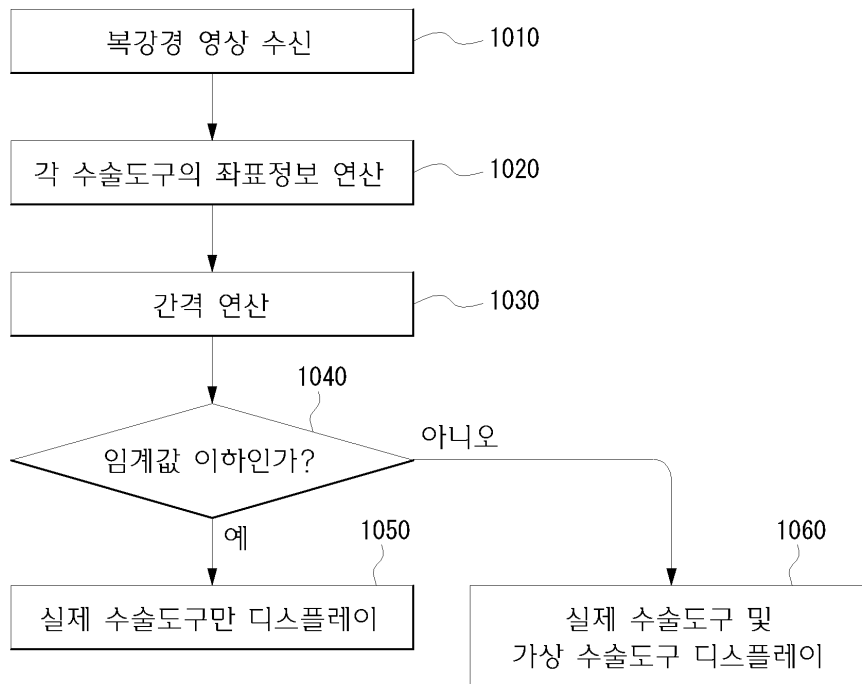 복강경 영상 수신
1010
각 수술도구의 좌표정보 연산
1020
간격 연산
1030
1040
임계값 이하인가?
아니오
예
1050
실제 수술도구만 디스플레이
1060
실제 수술도구 및
가상 수술도구 디스플레이